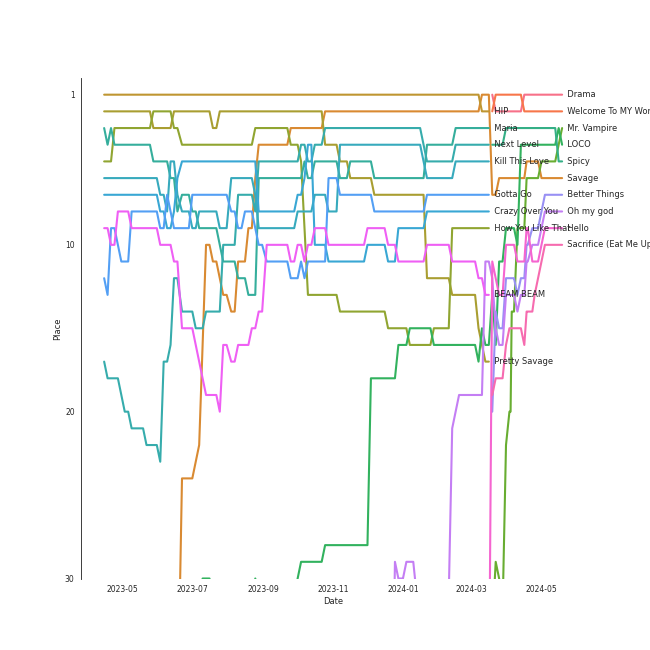 1
10
20
30
Place
2023-05
2023-07
2023-09
2023-11
2024-01
2024-03
2024-05
Date
Drama
HIP
Welcome To MY Wor
Maria
Mr. Vampire
Next Level
LOCO
Kill This Love
Spicy
Savage
Gotta Go
Better Things
Crazy Over You
Oh my god
How You Like That
Hello
Sacrifice (Eat Me Up
BEAM BEAM
Pretty Savage